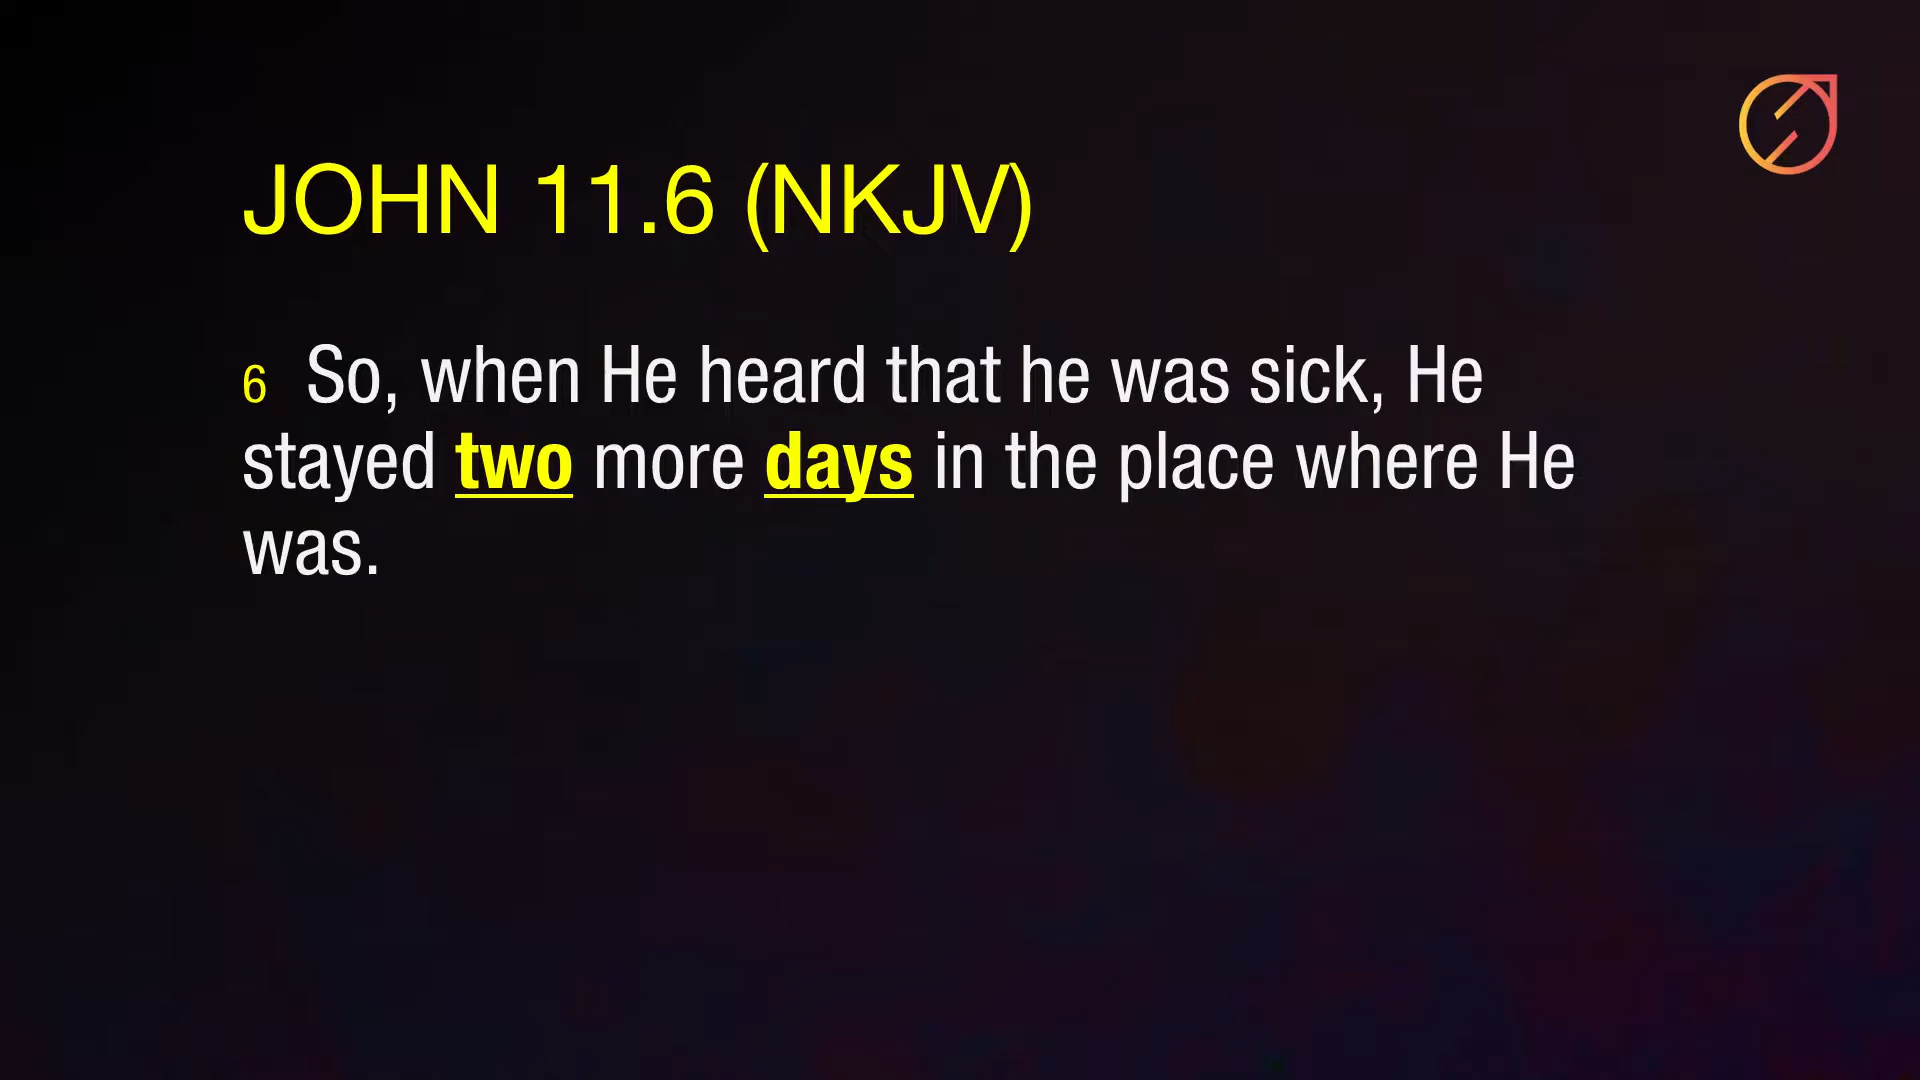 JOHN 11.6 (NKJV)
6 So, when He heard that he was sick, He
stayed two more days in the place where He
was.